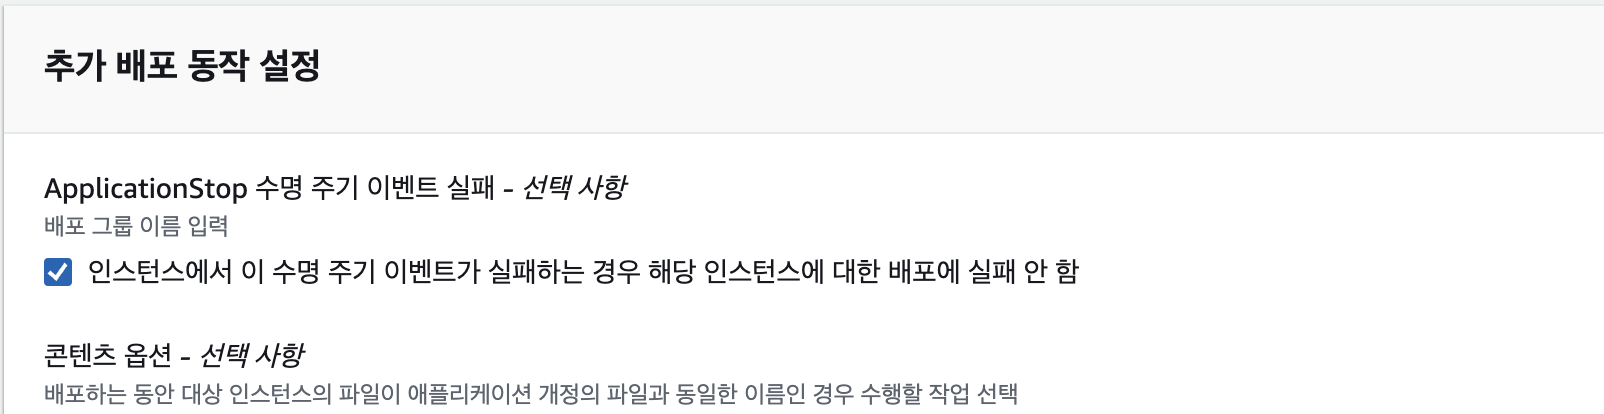 추가 배포 동작 설정
ApplicationStop 수명 주기 이벤트 실패 - 선택 사항
배포 그룹 이름 입력
인스턴스에서 이 수명 주기 이벤트가 실패하는 경우 해당 인스턴스에 대한 배포에 실패 안 함
콘텐츠 옵션 - 선택 사항
배포하는 동안 대상 인스턴스의 파일이 애플리케이션 개정의 파일과 동일한 이름인 경우 수행할 작업 선택